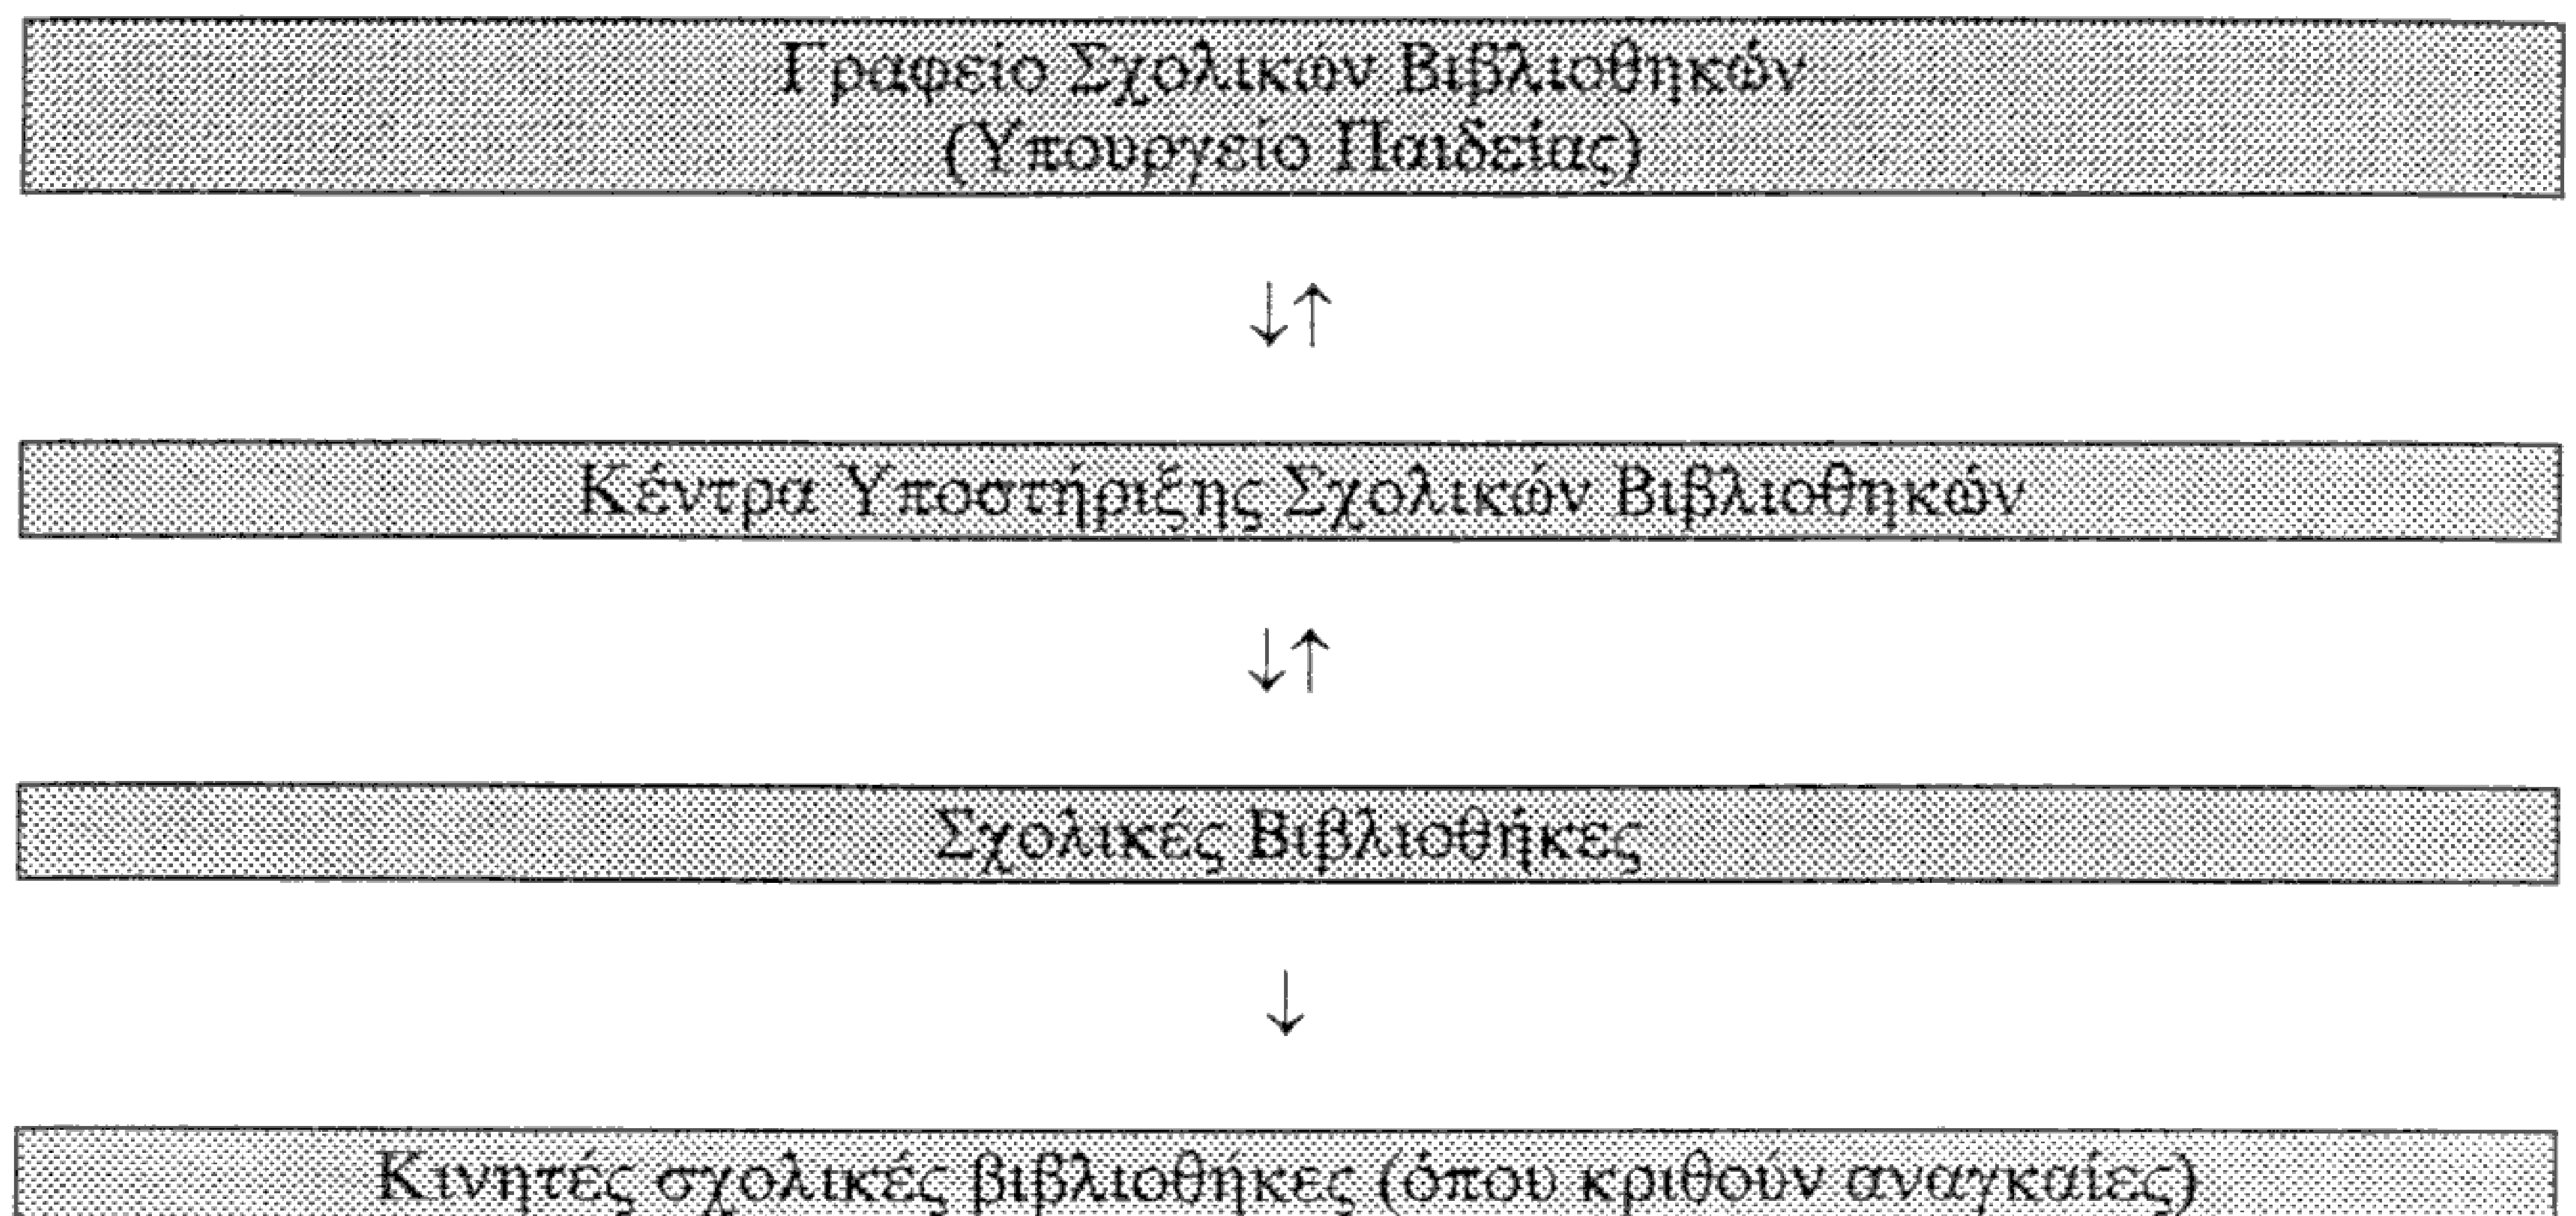 Γραφείο Σχολικών Βιβλιοθηκών
(Υπουργείο Παιδείας)
↓↑
Κέντρα Υποστήριξης Σχολικών Βιβλιοθηκών
↓↑
Σχολικές Βιβλιοθήκες
↓
Κινητές σχολικές βιβλιοθήκες (όπου κριθούν αναγκαίες)